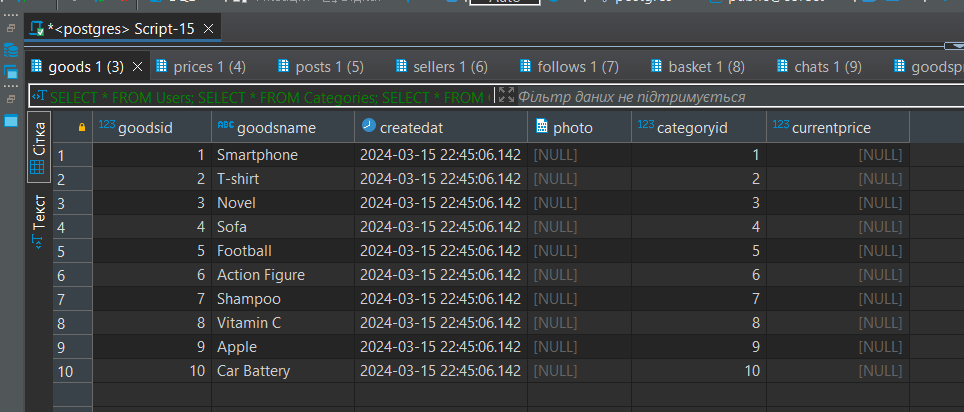 Auto
*<postgres> Script-15
goods 1 (3) prices 1 (4) posts 1 (5) sellers 1 (6) follows 1 (7) basket 1 (8) chats 1 (9) goodsp
SELECT * FROM Users; SELECT * FROM Categories; SELECT * FROM Фільтр даних не підтримується
Сітка
Текст
123 goodsid ABC goodsname createdat photo 123 categoryid 123 currentprice
1 1 Smartphone 2024-03-15 22:45:06.142 [NULL] 1 [NULL]
2 2 T-shirt 2024-03-15 22:45:06.142 [NULL] 2 [NULL]
3 3 Novel 2024-03-15 22:45:06.142 [NULL] 3 [NULL]
4 4 Sofa 2024-03-15 22:45:06.142 [NULL] 4 [NULL]
5 5 Football 2024-03-15 22:45:06.142 [NULL] 5 [NULL]
6 6 Action Figure 2024-03-15 22:45:06.142 [NULL] 6 [NULL]
7 7 Shampoo 2024-03-15 22:45:06.142 [NULL] 7 [NULL]
8 8 Vitamin C 2024-03-15 22:45:06.142 [NULL] 8 [NULL]
9 9 Apple 2024-03-15 22:45:06.142 [NULL] 9 [NULL]
10 10 Car Battery 2024-03-15 22:45:06.142 [NULL] 10 [NULL]